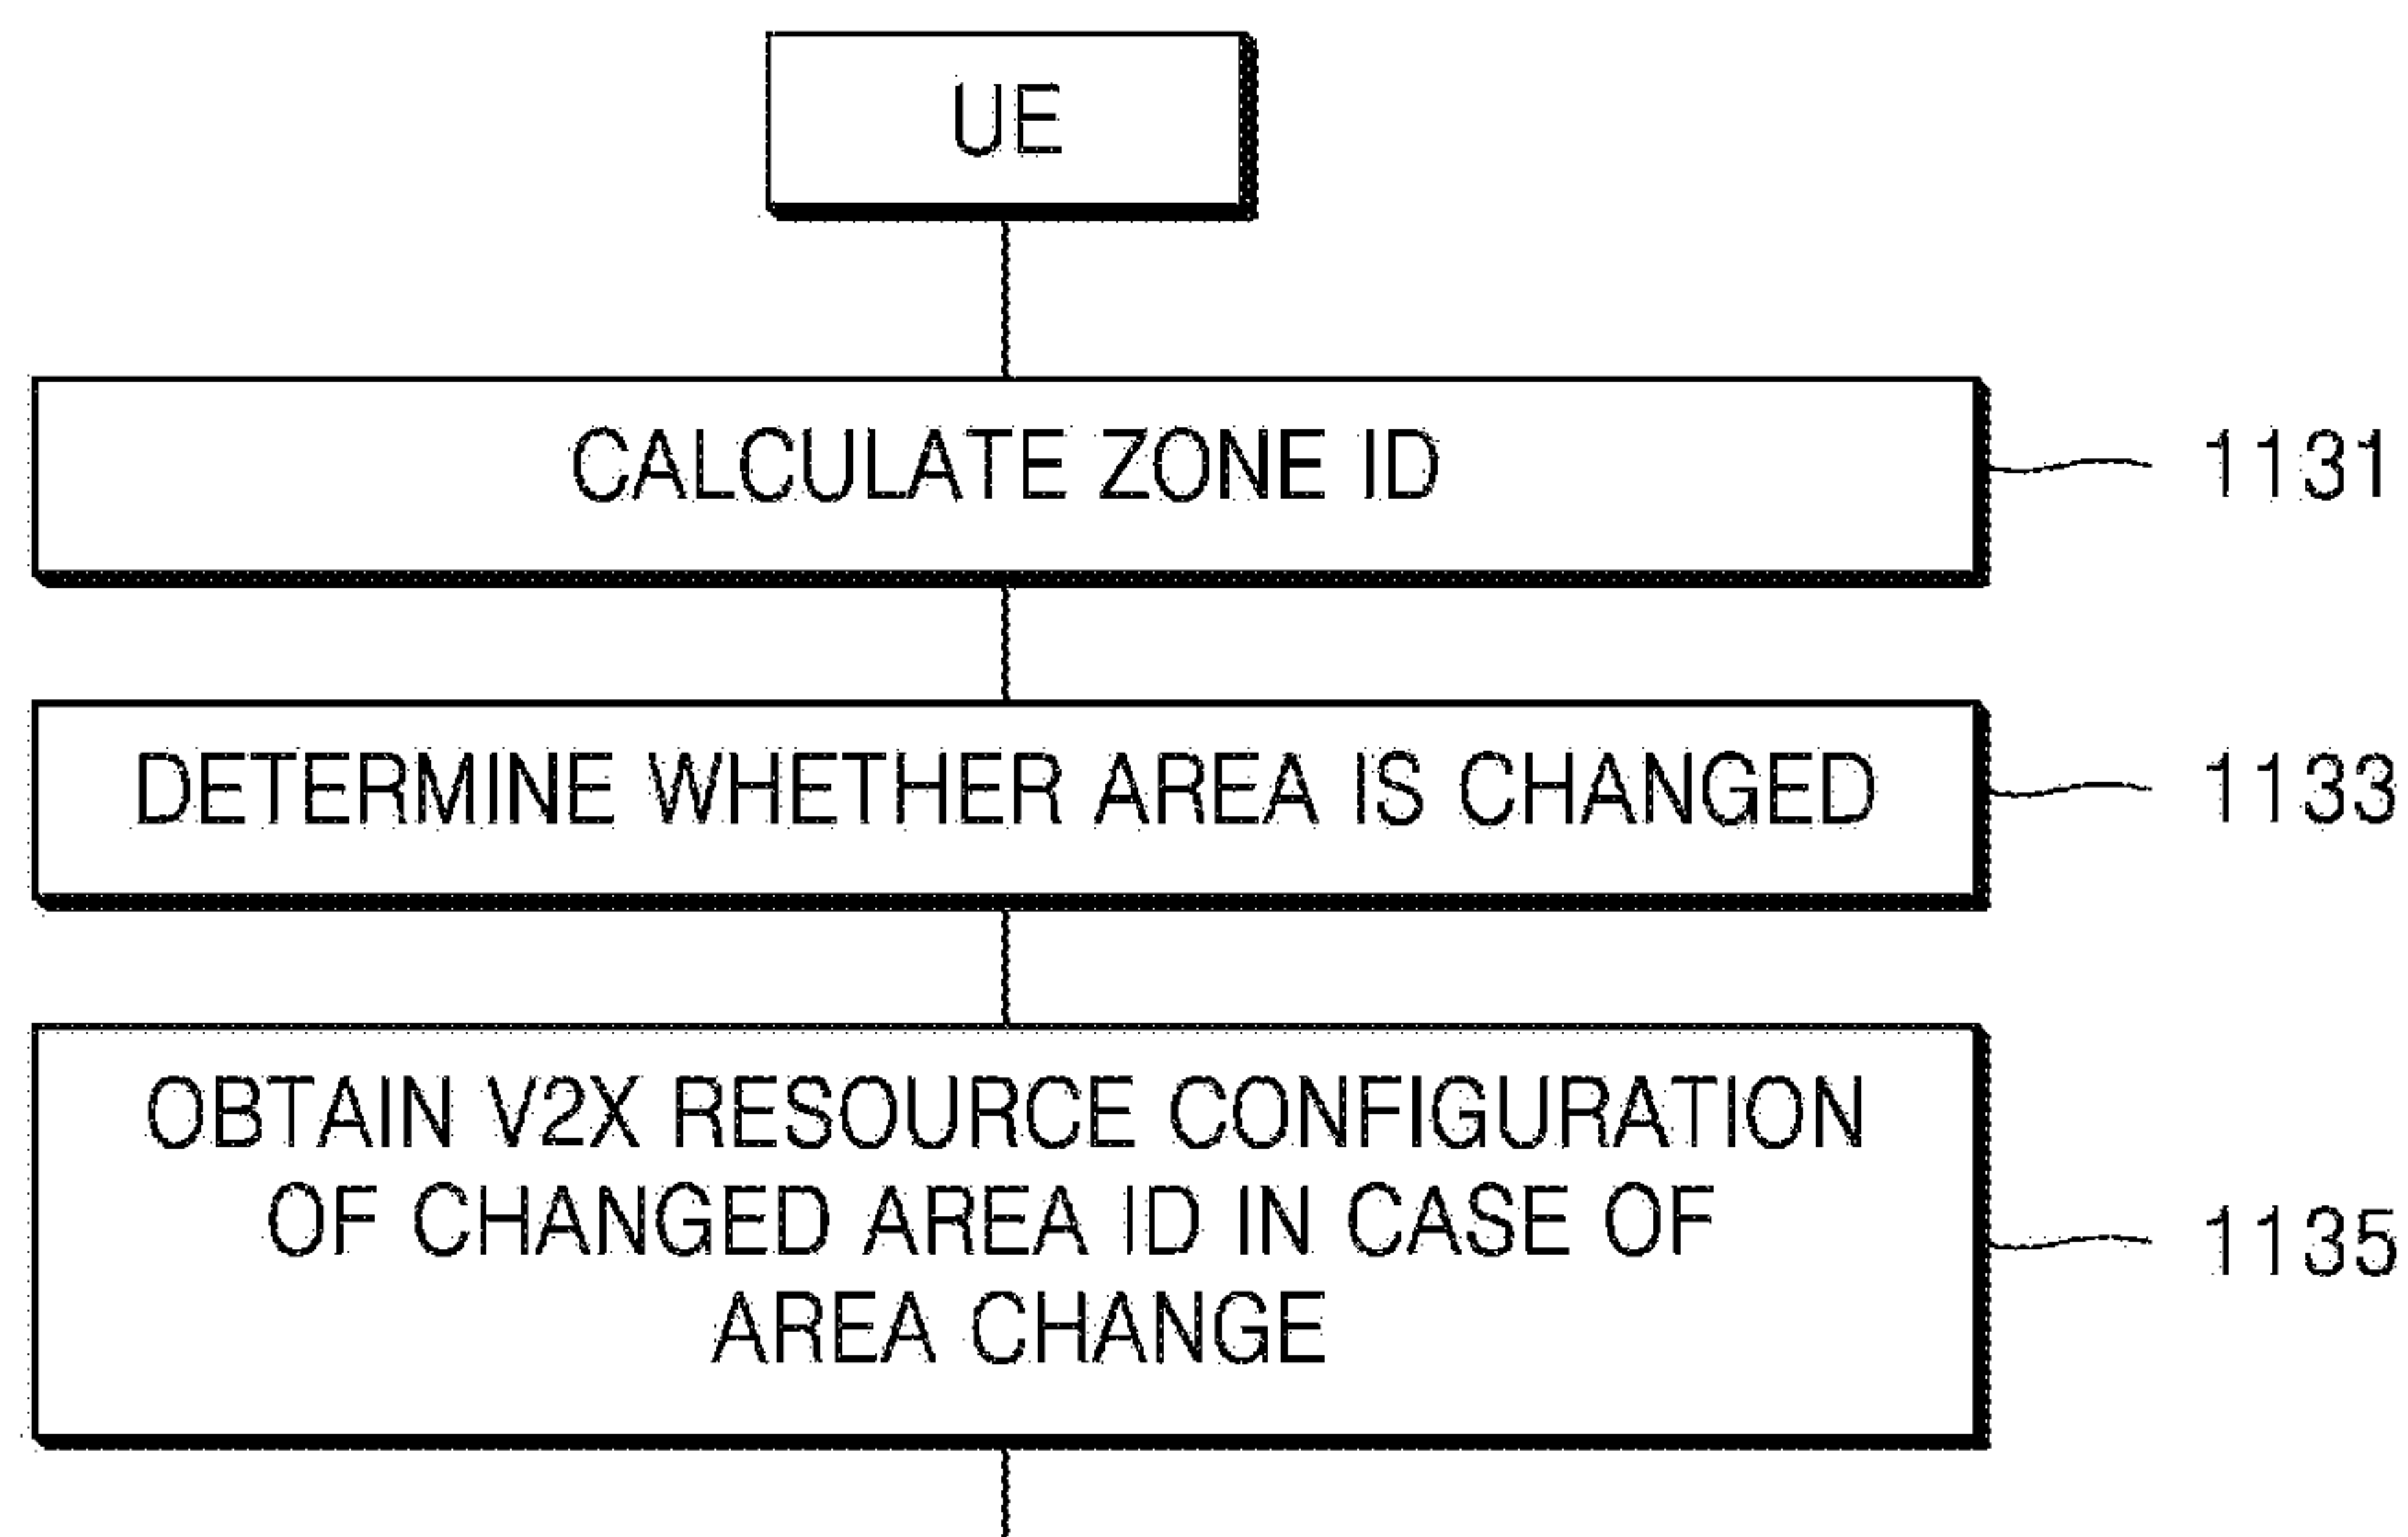 UE
CALCULATE ZONE ID
1131
DETERMINE WHETHER AREA IS CHANGED
1133
OBTAIN V2X RESOURCE CONFIGURATION
OF CHANGED AREA ID IN CASE OF
AREA CHANGE
1135